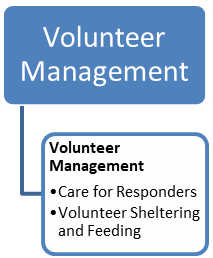 Volunteer
Management
Volunteer
Management
•Care for Responders
•Volunteer Sheltering
and Feeding